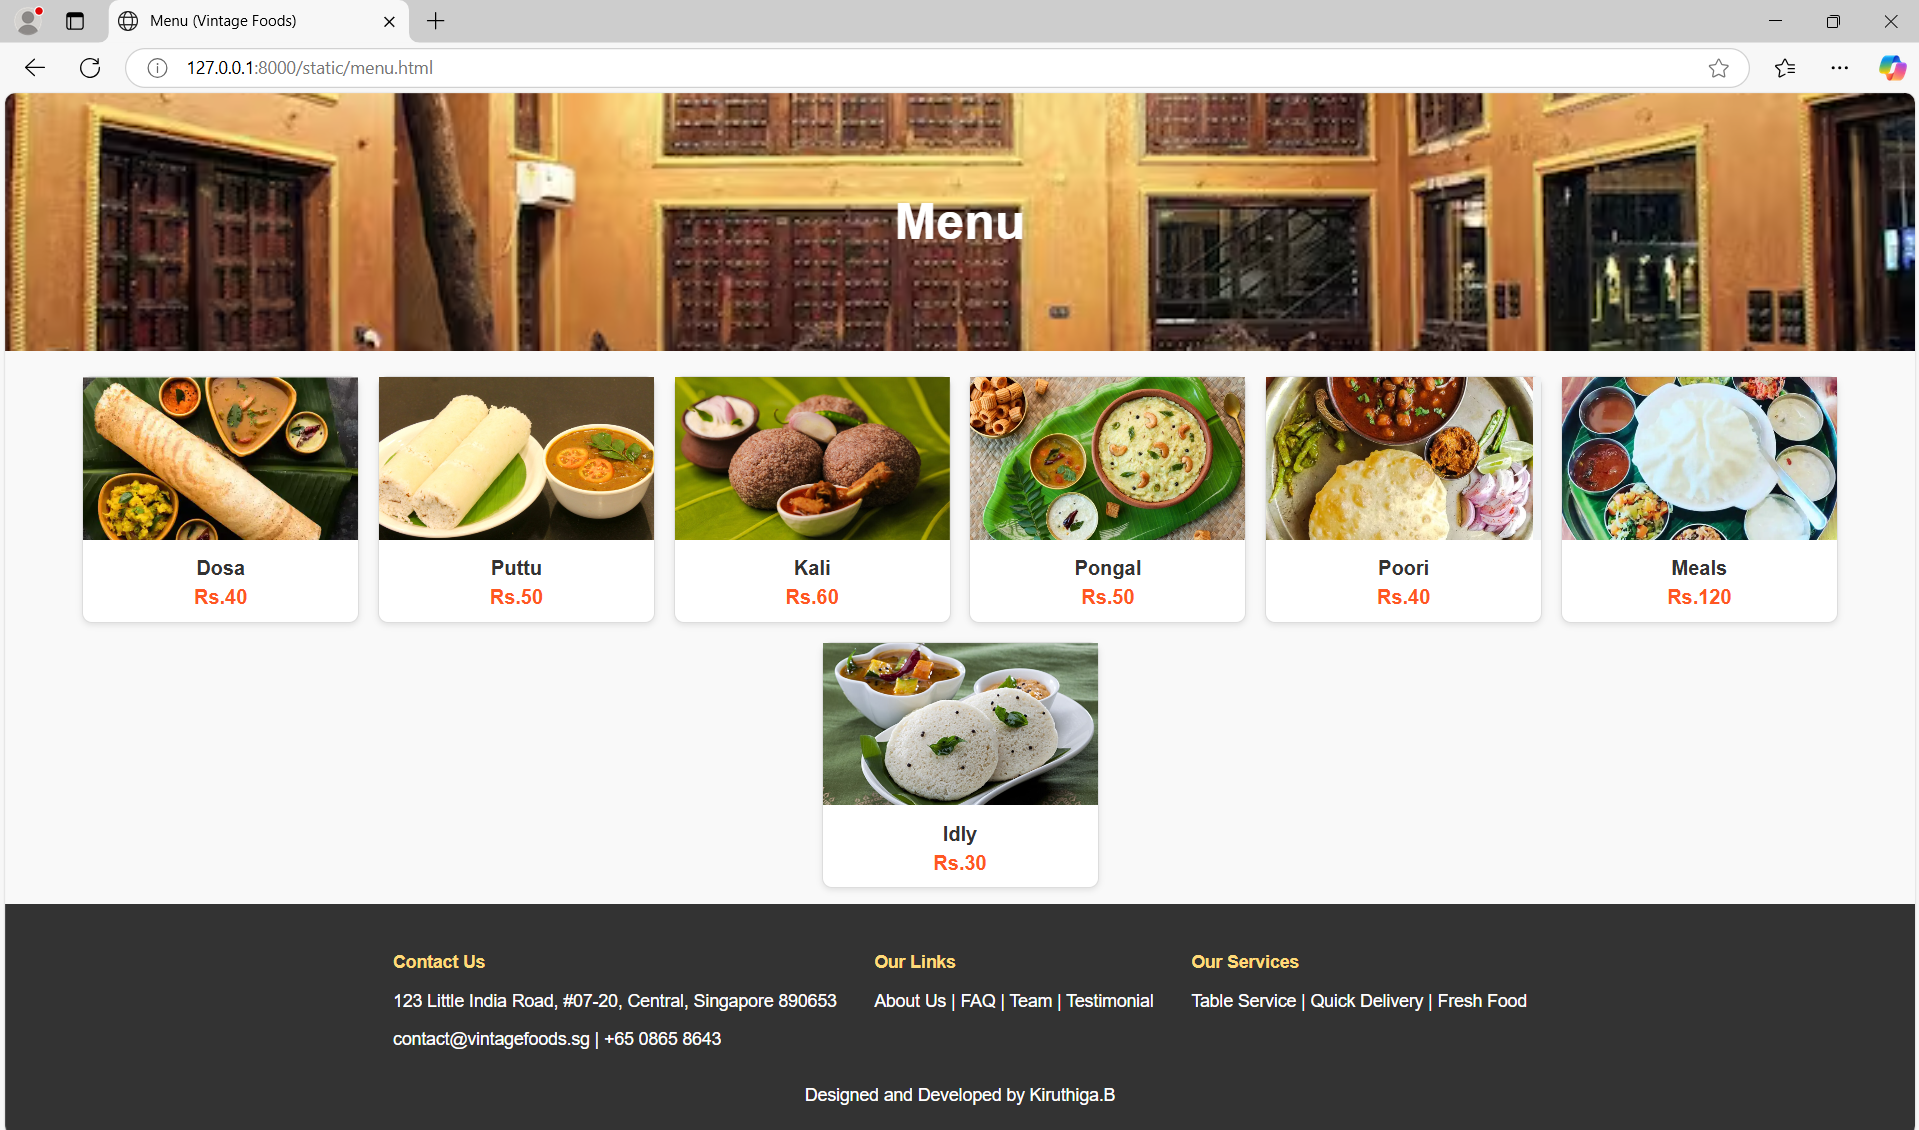 Menu (Vintage Foods)
127.0.0.1:8000/static/menu.html
Menu
Dosa
Rs.40
Puttu
Rs.50
Kali
Rs.60
Pongal
Rs.50
Poori
Rs.40
Meals
Rs.120
Idly
Rs.30
Contact Us
123 Little India Road, #07-20, Central, Singapore 890653
contact@vintagefoods.sg | +65 0865 8643
Our Links
About Us | FAQ | Team | Testimonial
Our Services
Table Service | Quick Delivery | Fresh Food
Designed and Developed by Kiruthiga.B